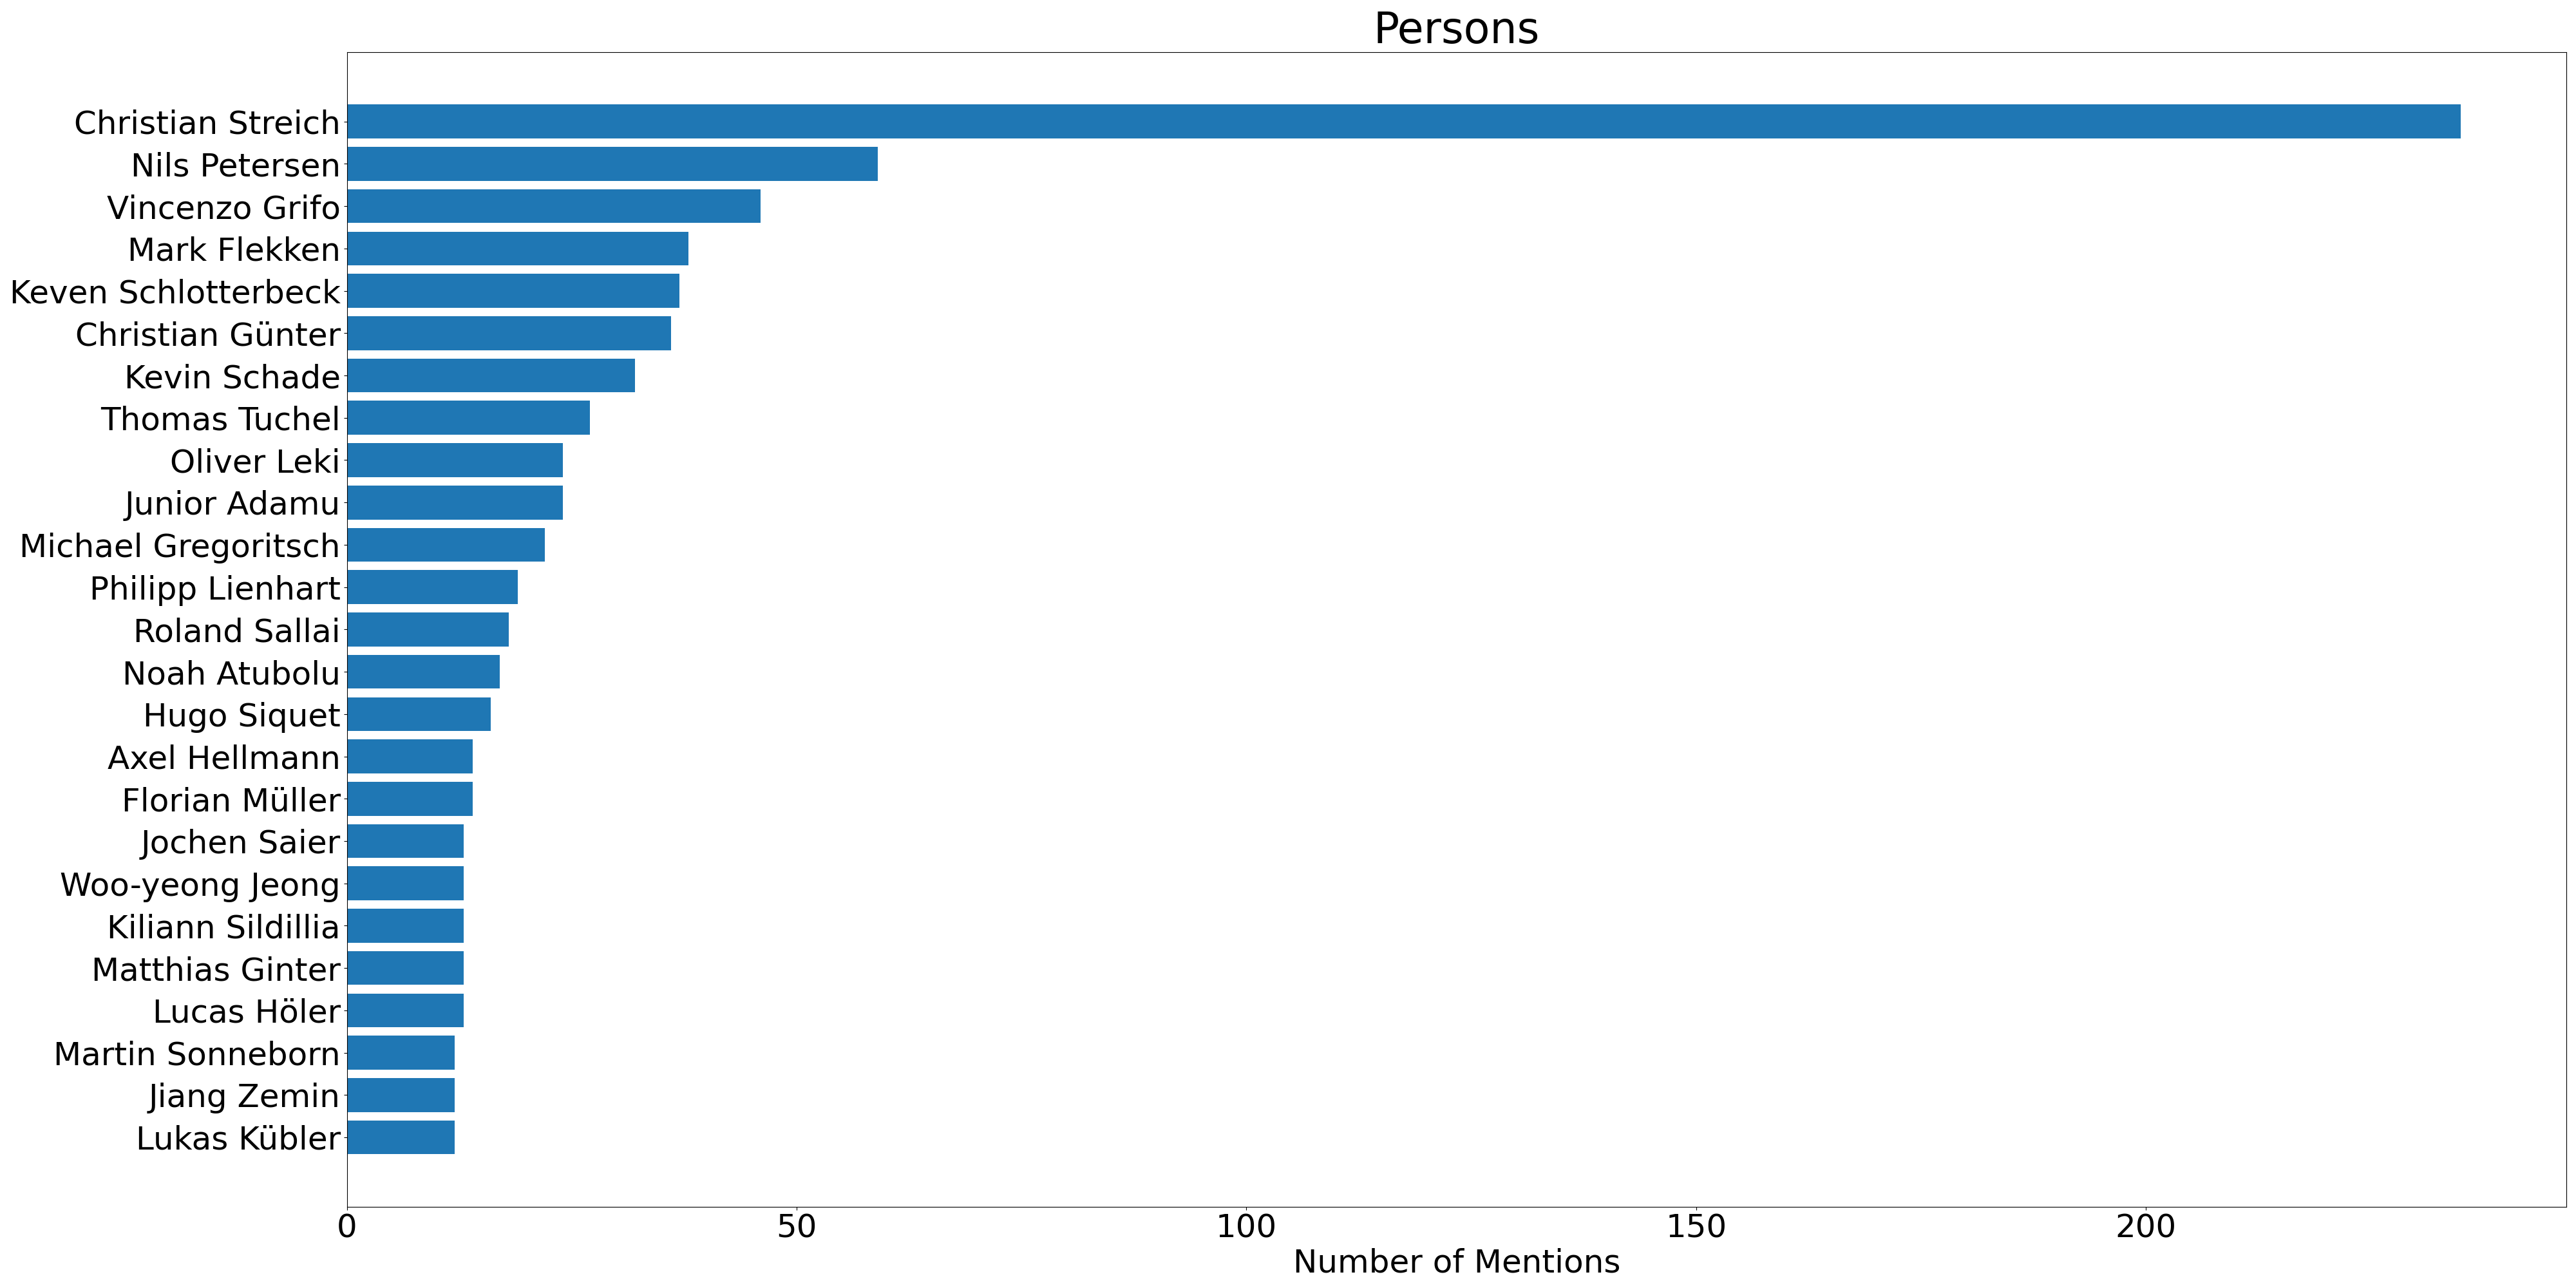 Persons
Christian Streich
Nils Petersen
Vincenzo Grifo
Mark Flekken
Keven Schlotterbeck
Christian Günter
Kevin Schade
Thomas Tuchel
Oliver Leki
Junior Adamu
Michael Gregoritsch
Philipp Lienhart
Roland Sallai
Noah Atubolu
Hugo Siquet
Axel Hellmann
Florian Müller
Jochen Saier
Woo-yeong Jeong
Kiliann Sildillia
Matthias Ginter
Lucas Höler
Martin Sonneborn
Jiang Zemin
Lukas Kübler
0 50 100 150 200
Number of Mentions